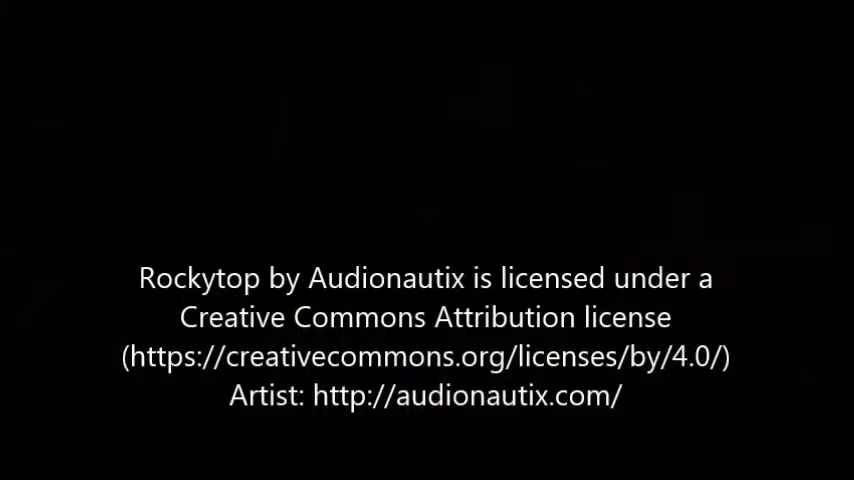 Rockytop by Audionautix is licensed under a
Creative Commons Attribution license
(https://creativecommons.org/licenses/by/4.0/)
Artist: http://audionautix.com/